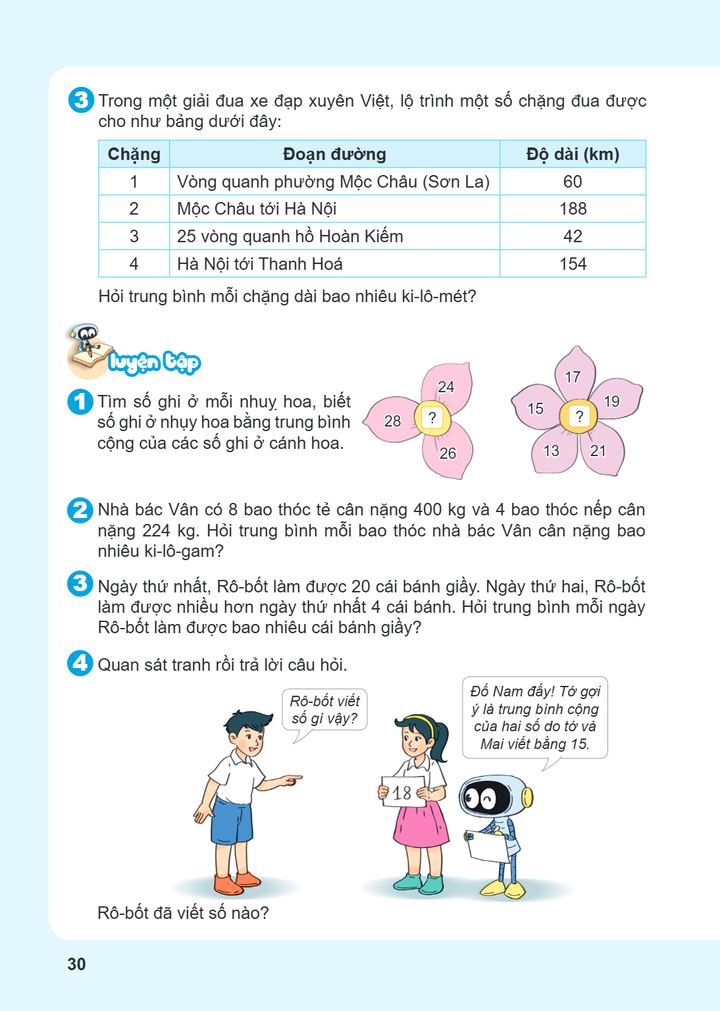 3 Trong một giải đua xe đạp xuyên Việt, lộ trình một số chặng đua được
cho như bảng dưới đây:
Chặng Đoạn đường Độ dài (km)
1 Vòng quanh phường Mộc Châu (Sơn La) 60
2 Mộc Châu tới Hà Nội 188
3 25 vòng quanh hồ Hoàn Kiếm 42
4 Hà Nội tới Thanh Hoá 154
Hỏi trung bình mỗi chặng dài bao nhiêu ki-lô-mét?
luyện tập
1 Tìm số ghi ở mỗi nhuỵ hoa, biết
số ghi ở nhụy hoa bằng trung bình
cộng của các số ghi ở cánh hoa.
24
28 ?
26
17
15 19
?
13 21
2 Nhà bác Vân có 8 bao thóc tẻ cân nặng 400 kg và 4 bao thóc nếp cân
nặng 224 kg. Hỏi trung bình mỗi bao thóc nhà bác Vân cân nặng bao
nhiêu ki-lô-gam?
3 Ngày thứ nhất, Rô-bốt làm được 20 cái bánh giầy. Ngày thứ hai, Rô-bốt
làm được nhiều hơn ngày thứ nhất 4 cái bánh. Hỏi trung bình mỗi ngày
Rô-bốt làm được bao nhiêu cái bánh giầy?
4 Quan sát tranh rồi trả lời câu hỏi.
Rô-bốt viết
số gì vậy?
Đố Nam đấy! Tớ gợi
ý là trung bình cộng
của hai số do tớ và
Mai viết bằng 15.
18
Rô-bốt đã viết số nào?
30